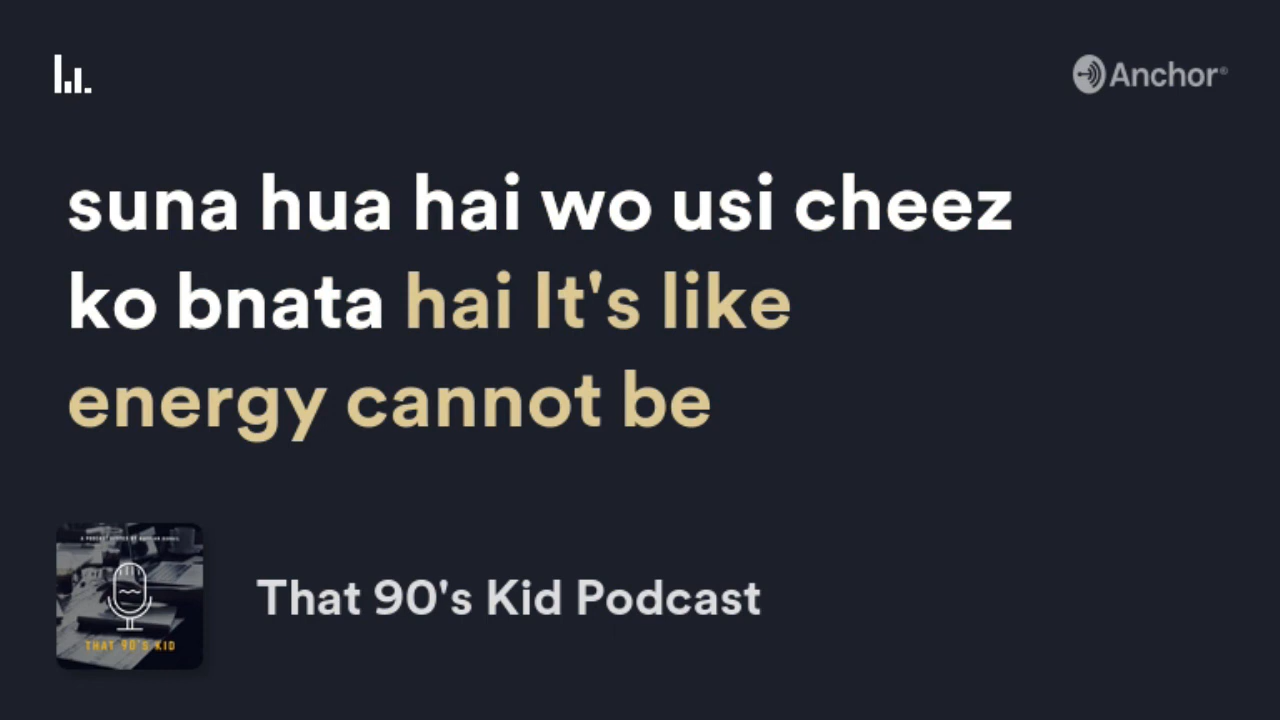 Anchor®
suna hua hai wo usi cheez
ko bnata hai It's like
energy cannot be
THAT 90'S KID
That 90's Kid Podcast